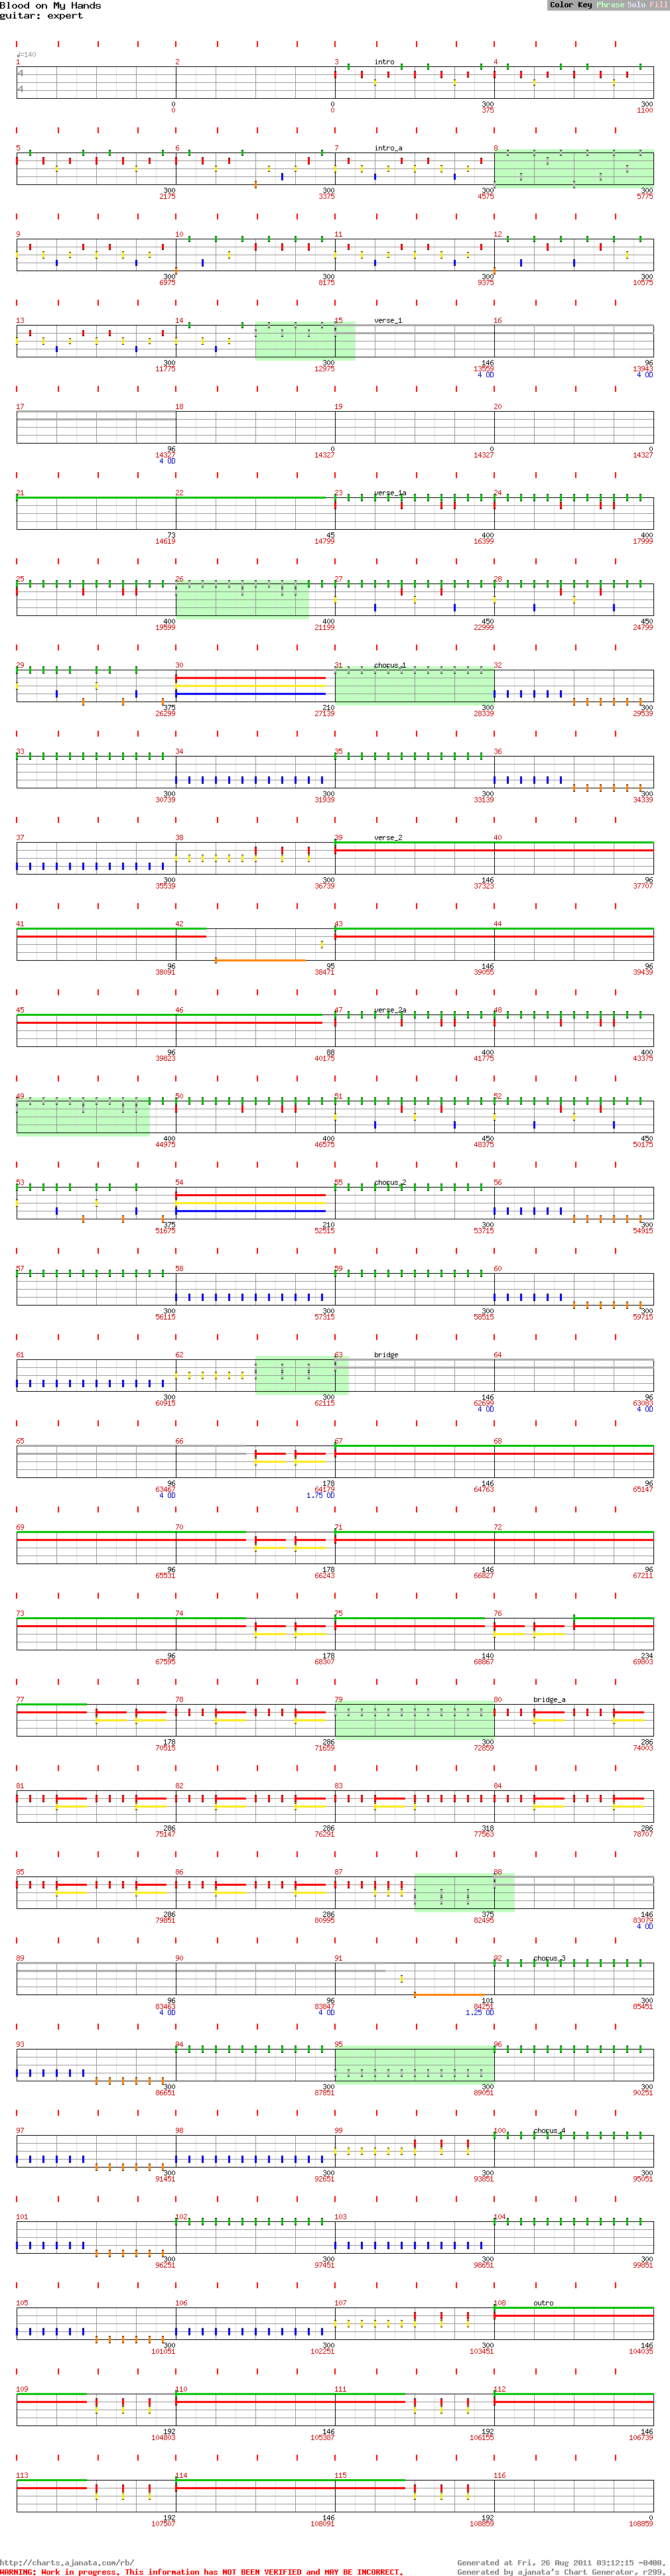 Blood on My Hands
Color Key Phrase Solo Fill
guitar: expert
♩=140
1 2 3 intro 4
4
4
0 0 375 1100
0 0 300 300
5 6 7 intro_a 8
300 300 300 300
2175 3375 4575 5775
9 10 11 12
300 300 300 300
6975 8175 9375 10575
13 14 15 verse_1 16
300 300 146 96
11775 12975 13559 13943
4 OD 4 OD
17 18 19 20
96 0 0 0
14327 14327 14327 14327
4 OD
21 22 23 verse_1a 24
73 45 400 400
14619 14799 16399 17999
25 26 27 28
400 400 450 450
19599 21199 22999 24799
29 30 31 chorus_1 32
375 210 300 300
26299 27139 28339 29539
33 34 35 36
300 300 300 300
30739 31939 33139 34339
37 38 39 verse_2 40
300 300 146 96
35539 36739 37323 37707
41 42 43 44
96 95 146 96
38091 38471 39055 39439
45 46 47 verse_2a 48
96 88 400 400
39823 40175 41775 43375
49 50 51 52
400 400 450 450
44975 46575 48375 50175
53 54 55 chorus_2 56
375 210 300 300
51675 52515 53715 54915
57 58 59 60
300 300 300 300
56115 57315 58515 59715
61 62 63 bridge 64
300 300 146 96
60915 62115 62699 63083
4 OD 4 OD
65 66 67 68
96 178 146 96
63467 64179 64763 65147
4 OD 1.75 OD
69 70 71 72
96 178 146 96
65531 66243 66827 67211
73 74 75 76
96 178 140 234
67595 68307 68867 69803
77 78 79 80 bridge_a
178 286 300 286
70515 71659 72859 74003
81 82 83 84
286 286 318 286
75147 76291 77563 78707
85 86 87 88
286 286 375 146
79851 80995 82495 83079
4 OD
89 90 91 92 chorus_3
96 96 101 300
83463 83847 84251 85451
4 OD 4 OD 1.25 OD
93 94 95 96
300 300 300 300
86651 87851 89051 90251
97 98 99 100 chorus_4
300 300 300 300
91451 92651 93851 95051
101 102 103 104
300 300 300 300
96251 97451 98651 99851
105 106 107 108 outro
300 300 300 146
101051 102251 103451 104035
109 110 111 112
192 146 192 146
104803 105387 106155 106739
113 114 115 116
192 146 192 0
107507 108091 108859 108859
http://charts.ajanata.com/rb/
Generated at Fri, 26 Aug 2011 03:12:15 -0400.
WARNING: Work in progress. This information has NOT BEEN VERIFIED and MAY BE INCORRECT.
Generated by ajanata's Chart Generator, r299.